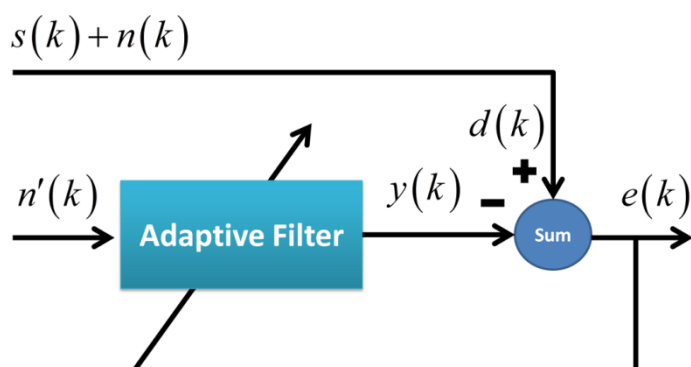 s(k)+n(k)
d(k)
+
n′(k)
Adaptive Filter
y(k)
−
Sum
e(k)